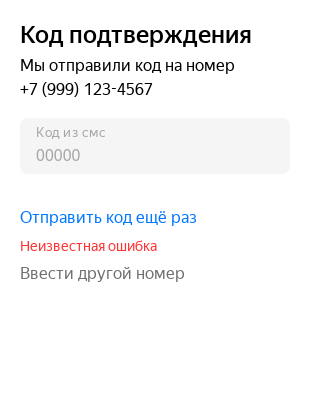 Код подтверждения
Мы отправили код на номер
+7 (999) 123-4567
Код из смс
00000
Отправить код ещё раз
Неизвестная ошибка
Ввести другой номер